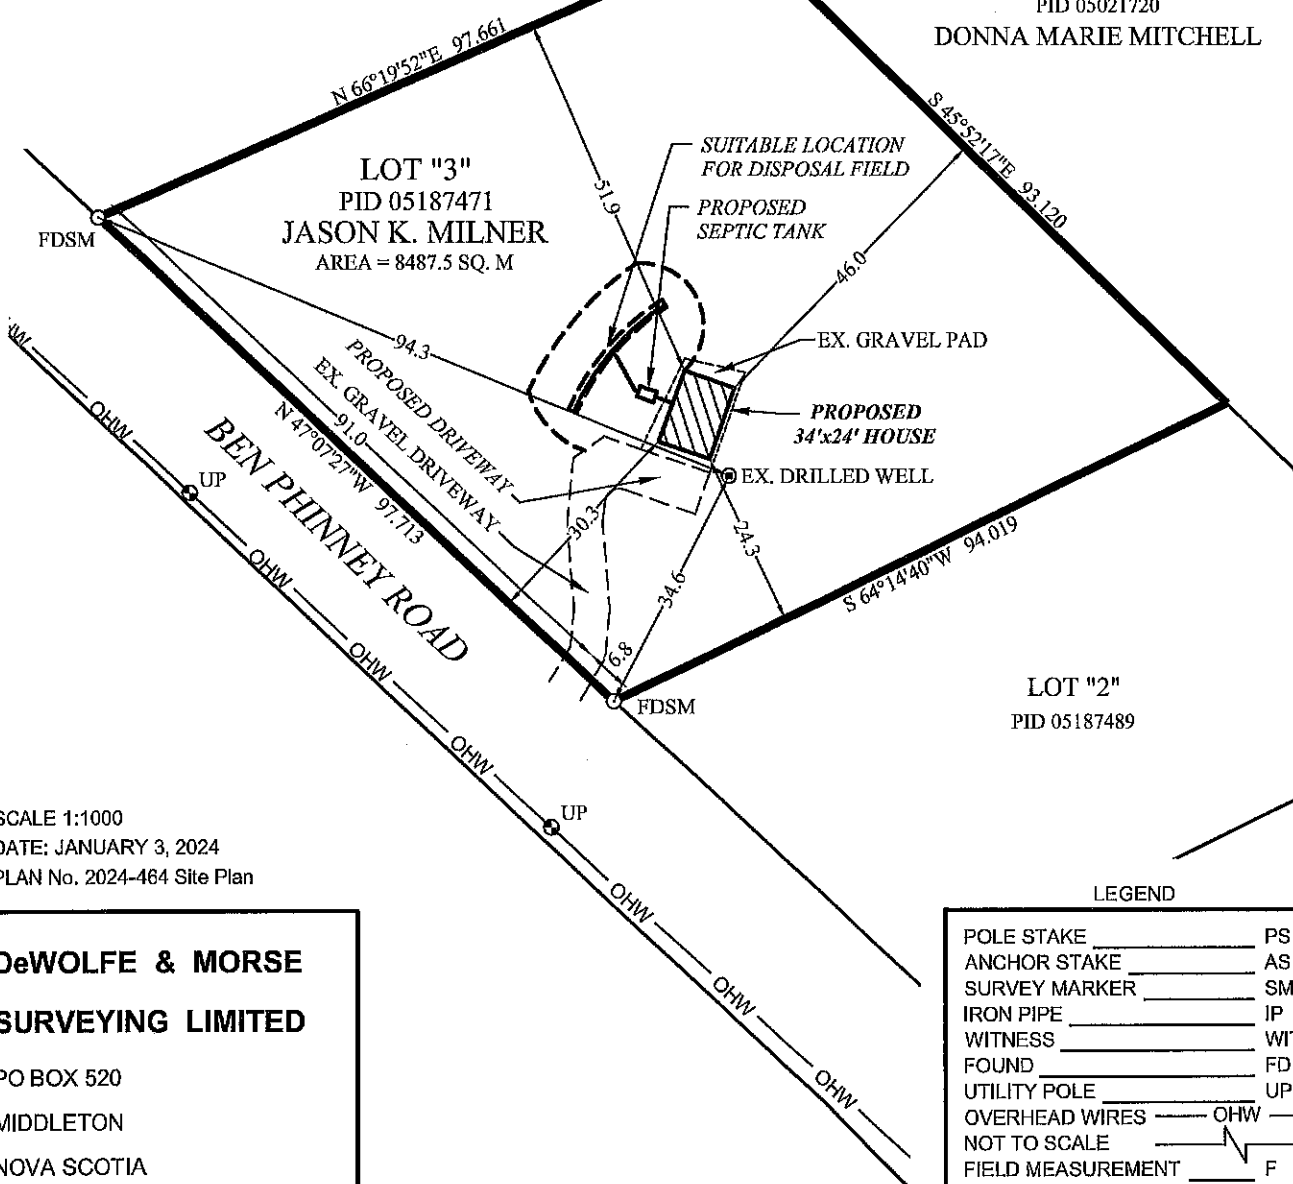 PID 05021720
DONNA MARIE MITCHELL
N 66°19'52"E 97.661
S 45°52'17"E 93.120
LOT "3"
PID 05187471
JASON K. MILNER
AREA = 8487.5 SQ. M
SUITABLE LOCATION
FOR DISPOSAL FIELD
PROPOSED
SEPTIC TANK
51.9
46.0
FDSM
94.3
EX. GRAVEL PAD
PROPOSED
34'x24' HOUSE
EX. DRILLED WELL
PROPOSED DRIVEWAY
EX. GRAVEL DRIVEWAY
91.0
N 47°07'27"W 97.713
30.3
24.3
34.6
6.8
S 64°14'40"W 94.019
FDSM
BEN PHINNEY ROAD
OHW
UP
OHW
OHW
OHW
UP
OHW
OHW
OHW
LOT "2"
PID 05187489
SCALE 1:1000
DATE: JANUARY 3, 2024
PLAN No. 2024-464 Site Plan
DeWOLFE & MORSE
SURVEYING LIMITED
PO BOX 520
MIDDLETON
NOVA SCOTIA
LEGEND
POLE STAKE PS
ANCHOR STAKE AS
SURVEY MARKER SM
IRON PIPE IP
WITNESS WIT
FOUND FD
UTILITY POLE UP
OVERHEAD WIRES OHW
NOT TO SCALE
FIELD MEASUREMENT F